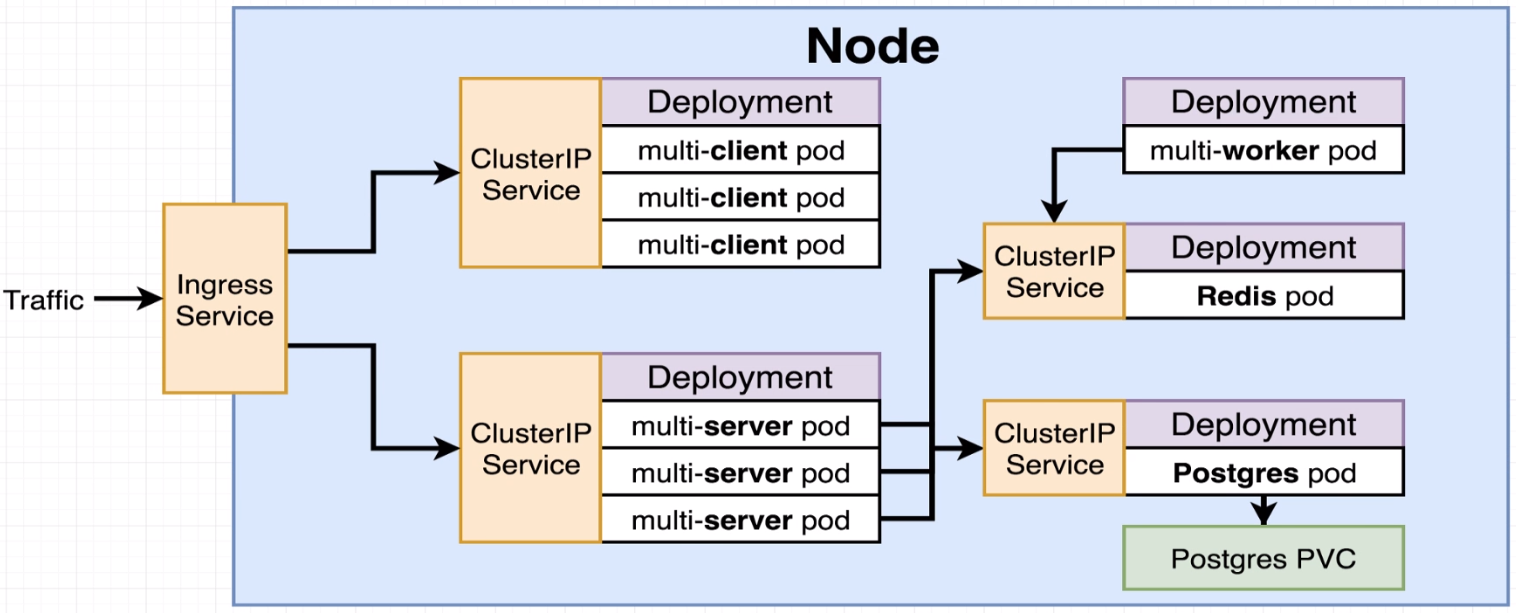 Node
Traffic
Ingress
Service
ClusterIP
Service
Deployment
multi-client pod
multi-client pod
multi-client pod
ClusterIP
Service
Deployment
multi-server pod
multi-server pod
multi-server pod
Deployment
multi-worker pod
ClusterIP
Service
Deployment
Redis pod
ClusterIP
Service
Deployment
Postgres pod
Postgres PVC